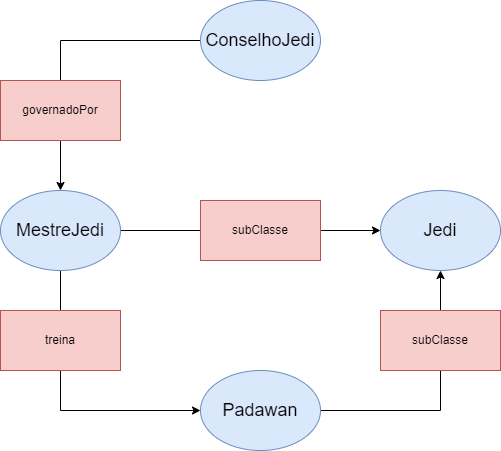 ConselhoJedi
governadoPor
MestreJedi
subClasse
Jedi
treina
subClasse
Padawan